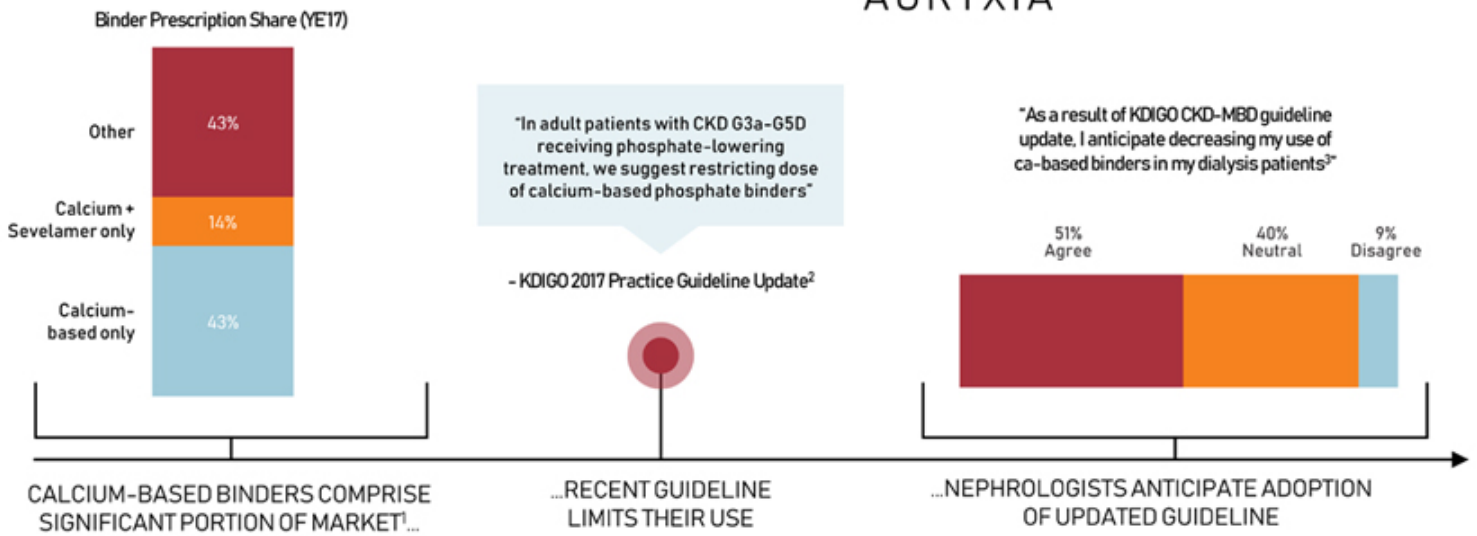 Binder Prescription Share (YE17)
Other
43%
Calcium +
Sevelamer only
14%
Calcium-
based only
43%
"In adult patients with CKD G3a-G5D
receiving phosphate-lowering
treatment, we suggest restricting dose
of calcium-based phosphate binders"
- KDIGO 2017 Practice Guideline Update²
"As a result of KDIGO CKD-MBD guideline
update, I anticipate decreasing my use of
ca-based binders in my dialysis patients³"
51%
Agree
40%
Neutral
9%
Disagree
CALCIUM-BASED BINDERS COMPRISE
SIGNIFICANT PORTION OF MARKET¹...
...RECENT GUIDELINE
LIMITS THEIR USE
...NEPHROLOGISTS ANTICIPATE ADOPTION
OF UPDATED GUIDELINE